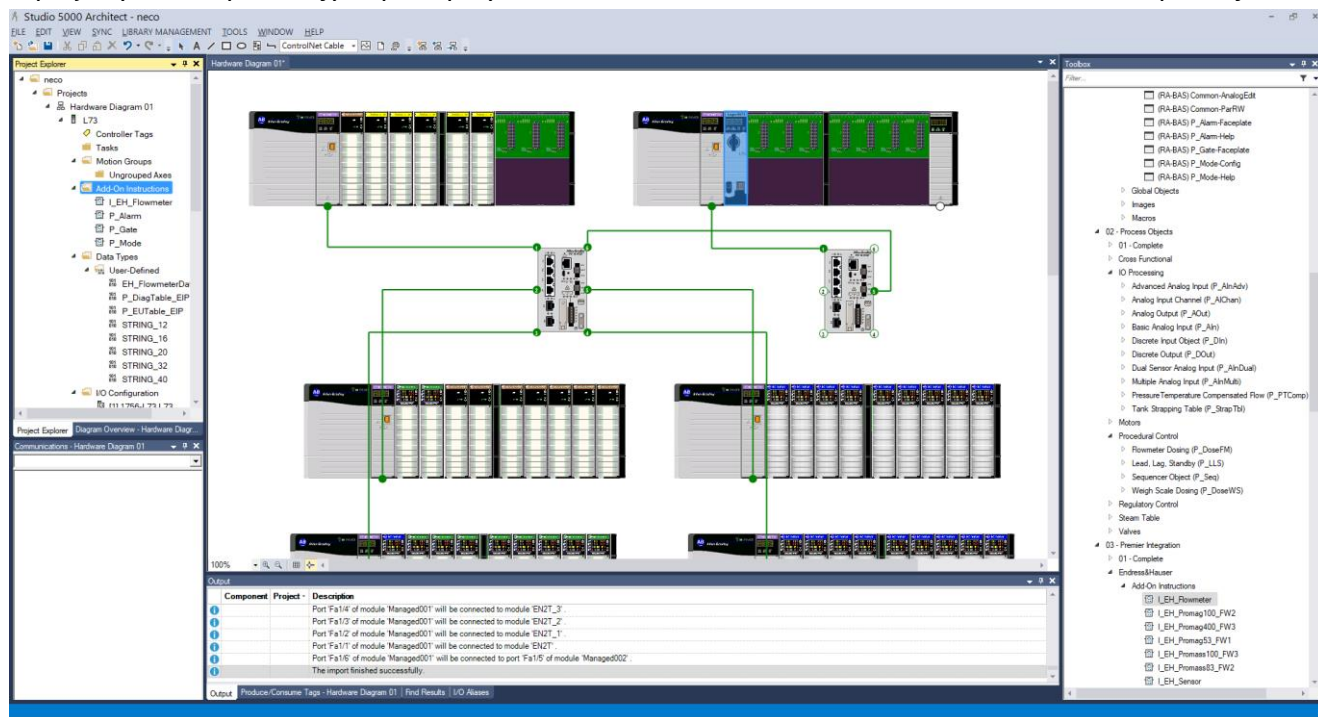 Studio 5000 Architect - neco
FILE EDIT VIEW SYNC LIBRARY MANAGEMENT TOOLS WINDOW HELP
ControlNet Cable
Project Explorer
neco
Projects
Hardware Diagram 01
L73
Controller Tags
Tasks
Motion Groups
Ungrouped Axes
Add-On Instructions
I_EH_Flowmeter
P_Alarm
P_Gate
P_Mode
Data Types
User-Defined
EH_FlowmeterDa
P_DiagTable_EIP
P_EUTable_EIP
STRING_12
STRING_16
STRING_20
STRING_32
STRING_40
I/O Configuration
[1] 1756-L73 L73
Project Explorer Diagram Overview - Hardware Diagr...
Communications - Hardware Diagram 01
Hardware Diagram 01*
100%
Output
Component Project Description
Port 'Fa1/4' of module 'Managed001' will be connected to module 'EN2T_3'.
Port 'Fa1/3' of module 'Managed001' will be connected to module 'EN2T_2'.
Port 'Fa1/2' of module 'Managed001' will be connected to module 'EN2T_1'.
Port 'Fa1/1' of module 'Managed001' will be connected to module 'EN2T'.
Port 'Fa1/6' of module 'Managed001' will be connected to port 'Fa1/5' of module 'Managed002'.
The import finished successfully.
Output Produce/Consume Tags - Hardware Diagram 01 Find Results I/O Aliases
Toolbox
Filter...
(RA-BAS) Common-AnalogEdit
(RA-BAS) Common-ParRW
(RA-BAS) P_Alarm-Faceplate
(RA-BAS) P_Alarm-Help
(RA-BAS) P_Gate-Faceplate
(RA-BAS) P_Mode-Config
(RA-BAS) P_Mode-Help
Global Objects
Images
Macros
02 - Process Objects
01 - Complete
Cross Functional
IO Processing
Advanced Analog Input (P_AInAdv)
Analog Input Channel (P_AIChan)
Analog Output (P_AOut)
Basic Analog Input (P_AIn)
Discrete Input Object (P_DIn)
Discrete Output (P_DOut)
Dual Sensor Analog Input (P_AInDual)
Multiple Analog Input (P_AInMulti)
Pressure Temperature Compensated Flow (P_PTComp)
Tank Strapping Table (P_StrapTbl)
Motors
Procedural Control
Flowmeter Dosing (P_DoseFM)
Lead, Lag, Standby (P_LLS)
Sequencer Object (P_Seq)
Weigh Scale Dosing (P_DoseWS)
Regulatory Control
Steam Table
Valves
03 - Premier Integration
01 - Complete
Endress&Hauser
Add-On Instructions
I_EH_Flowmeter
I_EH_Promag100_FW2
I_EH_Promag400_FW3
I_EH_Promag53_FW1
I_EH_Promass100_FW3
I_EH_Promass83_FW2
I_EH_Sensor